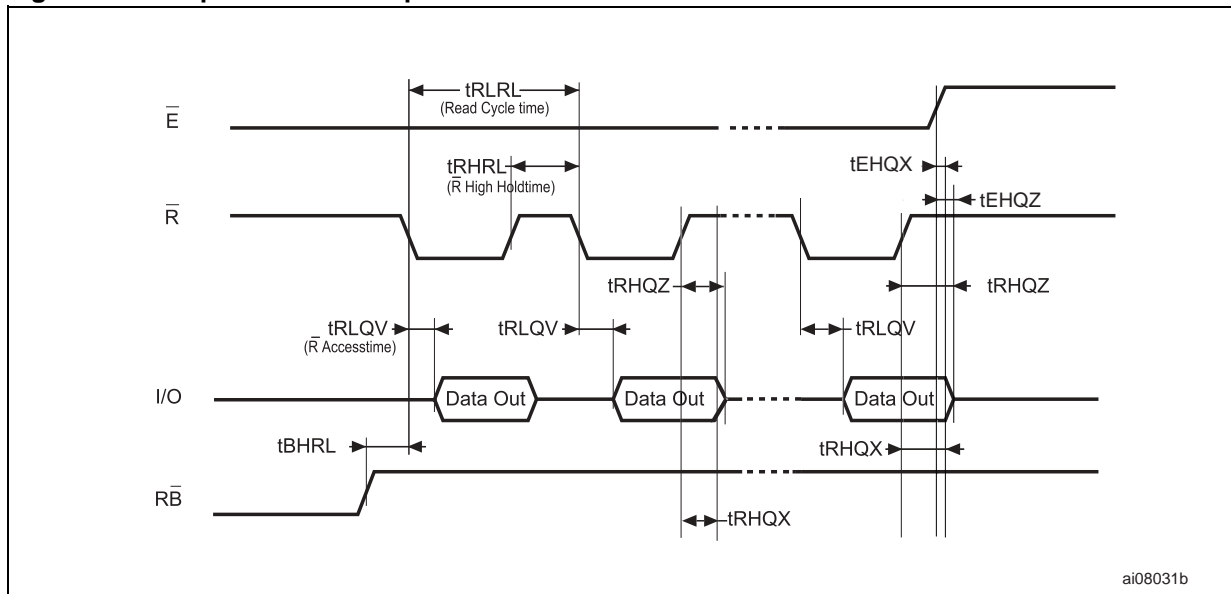 tRLRL
(Read Cycle time)
E̅
tRHRL
(R̅ High Holdtime)
tEHQX
tEHQZ
R̅
tRHQZ
tRHQZ
tRLQV
(R̅ Accesstime)
tRLQV
tRLQV
I/O
Data Out
Data Out
Data Out
tBHRL
tRHQX
RB̅
tRHQX
ai08031b